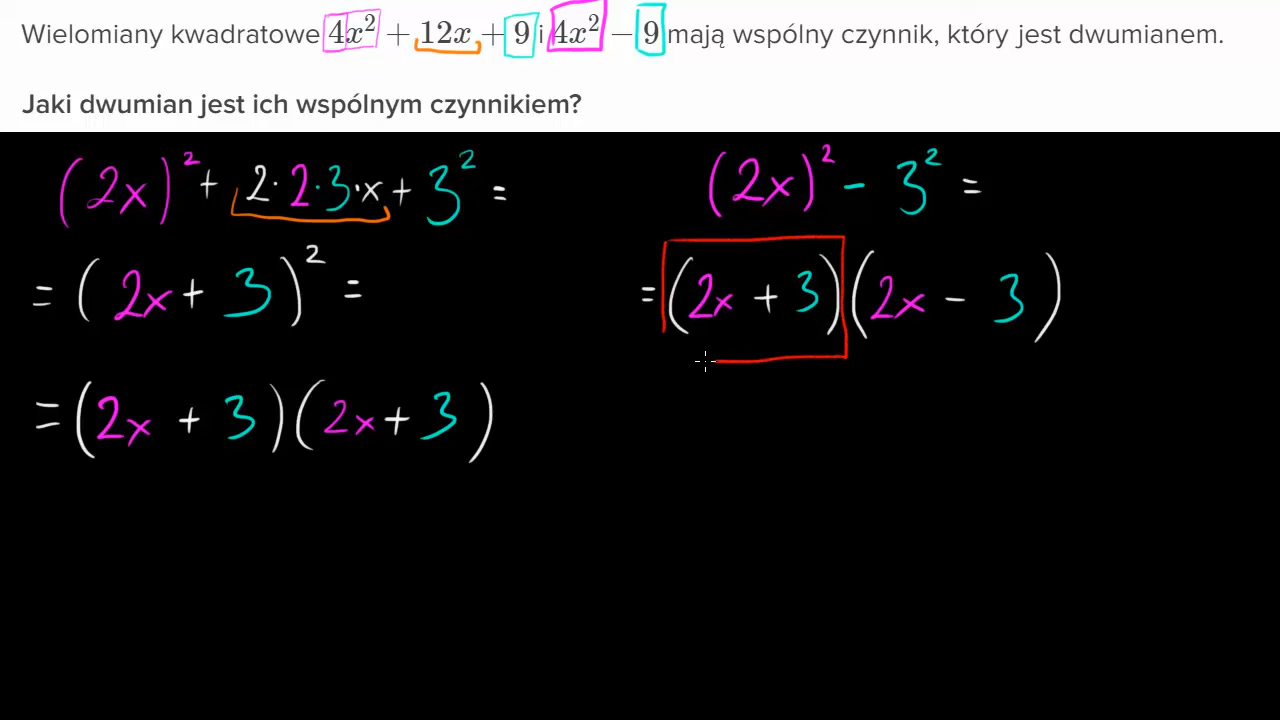 Wielomiany kwadratowe 4x² + 12x + 9 i 4x² − 9 mają wspólny czynnik, który jest dwumianem.
Jaki dwumian jest ich wspólnym czynnikiem?
(2x)² + 2·2·3·x + 3² =
= (2x + 3)² =
= (2x + 3)(2x + 3)
(2x)² − 3² =
= (2x + 3)(2x − 3)